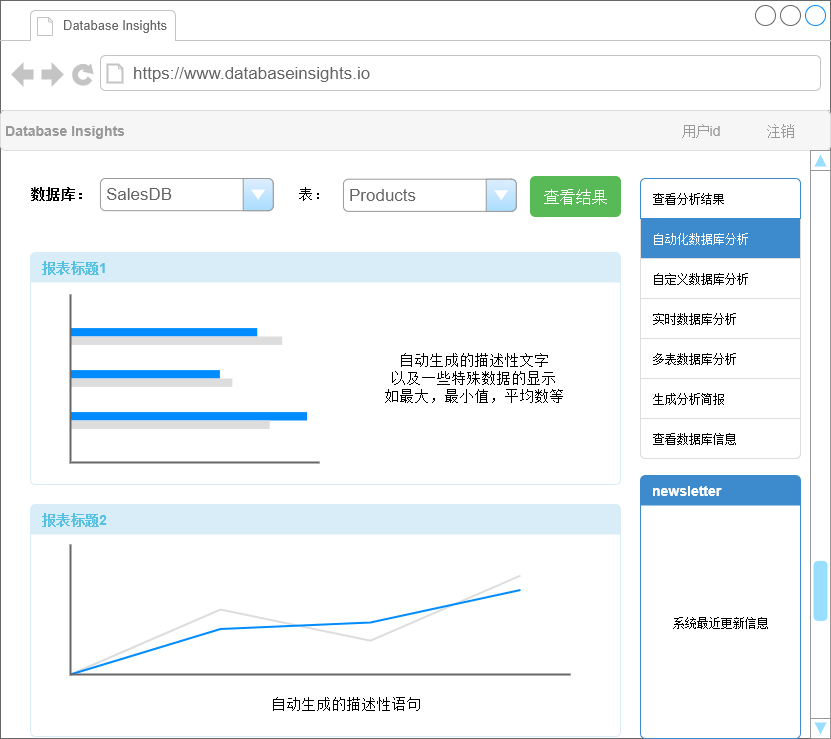 Database Insights
https://www.databaseinsights.io
Database Insights
用户id
注销
数据库：
SalesDB
表：
Products
查看结果
报表标题1
自动生成的描述性文字
以及一些特殊数据的显示
如最大，最小值，平均数等
报表标题2
自动生成的描述性语句
查看分析结果
自动化数据库分析
自定义数据库分析
实时数据库分析
多表数据库分析
生成分析简报
查看数据库信息
newsletter
系统最近更新信息